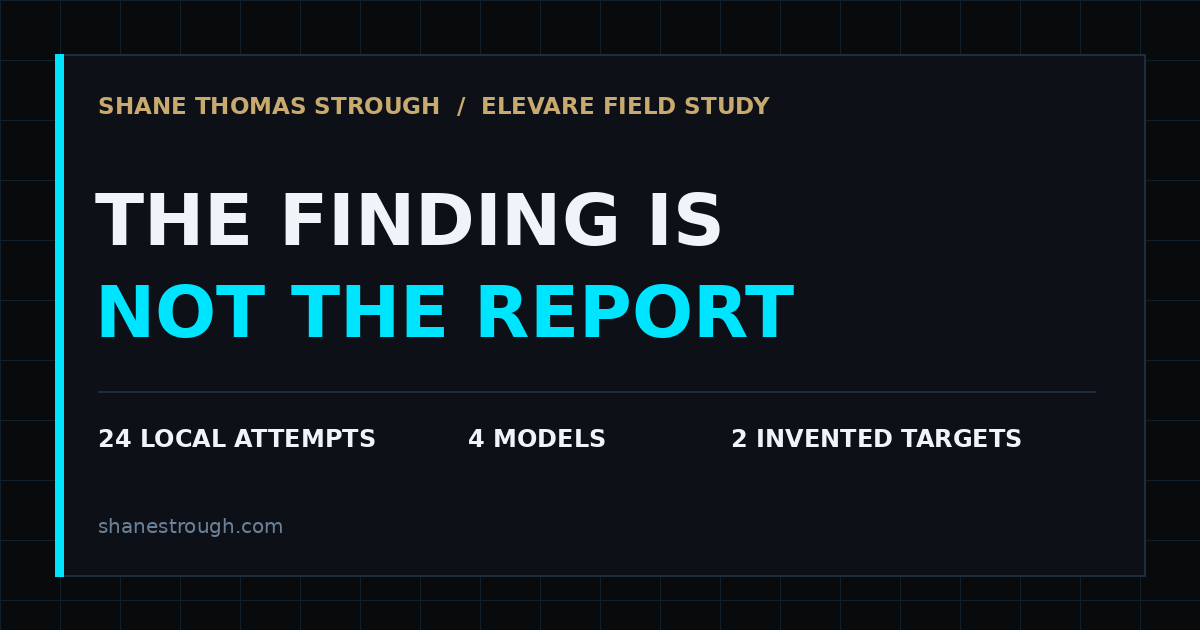 SHANE THOMAS STROUGH / ELEVARE FIELD STUDY
THE FINDING IS
NOT THE REPORT
24 LOCAL ATTEMPTS 4 MODELS 2 INVENTED TARGETS
shanestrough.com